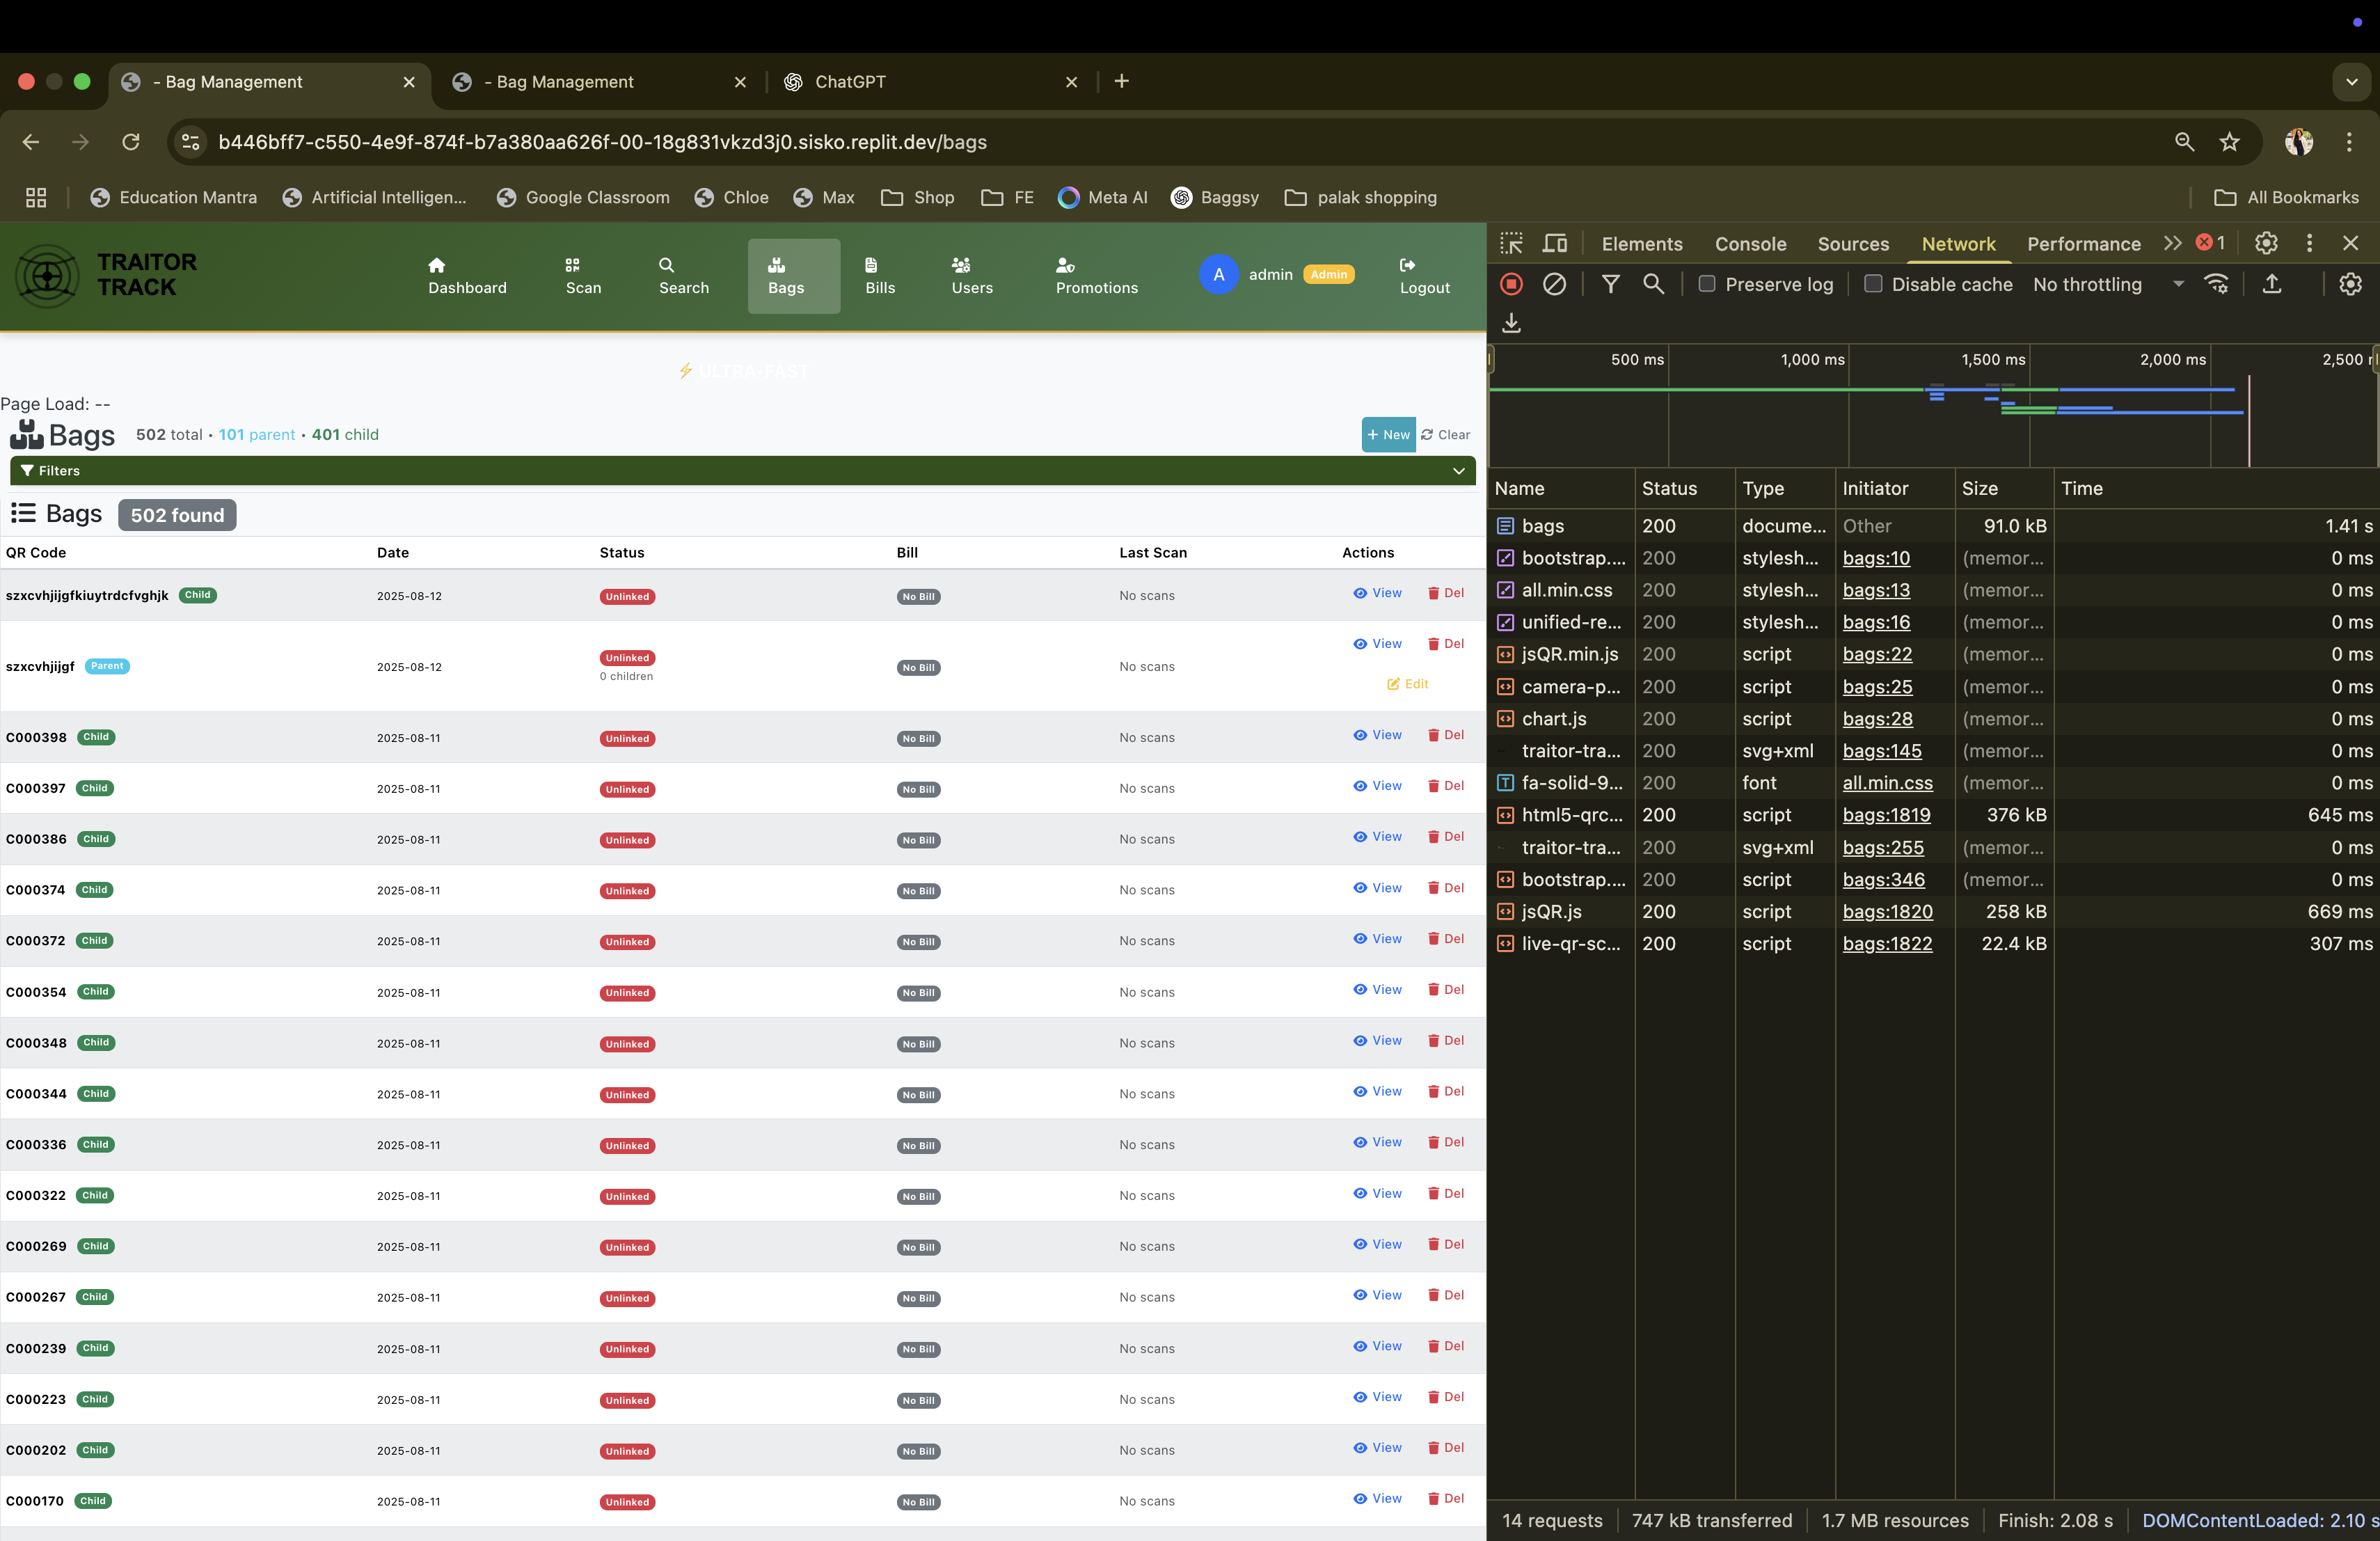 - Bag Management
- Bag Management
ChatGPT
b446bff7-c550-4e9f-874f-b7a380aa626f-00-18g831vkzd3j0.sisko.replit.dev/bags
Education Mantra
Artificial Intelligen...
Google Classroom
Chloe
Max
Shop
FE
Meta AI
Baggsy
palak shopping
All Bookmarks
TRAITOR
TRACK
Dashboard
Scan
Search
Bags
Bills
Users
Promotions
A admin Admin
Logout
ULTRA-FAST
Page Load: --
Bags 502 total • 101 parent • 401 child
+ New Clear
Filters
Bags 502 found
QR Code Date Status Bill Last Scan Actions
szxcvhjijgfkiuytrdcfvghjk Child 2025-08-12 Unlinked No Bill No scans View Del
szxcvhjijgf Parent 2025-08-12 Unlinked 0 children No Bill No scans View Del Edit
C000398 Child 2025-08-11 Unlinked No Bill No scans View Del
C000397 Child 2025-08-11 Unlinked No Bill No scans View Del
C000386 Child 2025-08-11 Unlinked No Bill No scans View Del
C000374 Child 2025-08-11 Unlinked No Bill No scans View Del
C000372 Child 2025-08-11 Unlinked No Bill No scans View Del
C000354 Child 2025-08-11 Unlinked No Bill No scans View Del
C000348 Child 2025-08-11 Unlinked No Bill No scans View Del
C000344 Child 2025-08-11 Unlinked No Bill No scans View Del
C000336 Child 2025-08-11 Unlinked No Bill No scans View Del
C000322 Child 2025-08-11 Unlinked No Bill No scans View Del
C000269 Child 2025-08-11 Unlinked No Bill No scans View Del
C000267 Child 2025-08-11 Unlinked No Bill No scans View Del
C000239 Child 2025-08-11 Unlinked No Bill No scans View Del
C000223 Child 2025-08-11 Unlinked No Bill No scans View Del
C000202 Child 2025-08-11 Unlinked No Bill No scans View Del
C000170 Child 2025-08-11 Unlinked No Bill No scans View Del
Elements Console Sources Network Performance 1
Preserve log Disable cache No throttling
500 ms 1,000 ms 1,500 ms 2,000 ms 2,500
Name Status Type Initiator Size Time
bags 200 docume... Other 91.0 kB 1.41 s
bootstrap.... 200 stylesh... bags:10 (memor... 0 ms
all.min.css 200 stylesh... bags:13 (memor... 0 ms
unified-re... 200 stylesh... bags:16 (memor... 0 ms
jsQR.min.js 200 script bags:22 (memor... 0 ms
camera-p... 200 script bags:25 (memor... 0 ms
chart.js 200 script bags:28 (memor... 0 ms
traitor-tra... 200 svg+xml bags:145 (memor... 0 ms
fa-solid-9... 200 font all.min.css (memor... 0 ms
html5-qrc... 200 script bags:1819 376 kB 645 ms
traitor-tra... 200 svg+xml bags:255 (memor... 0 ms
bootstrap.... 200 script bags:346 (memor... 0 ms
jsQR.js 200 script bags:1820 258 kB 669 ms
live-qr-sc... 200 script bags:1822 22.4 kB 307 ms
14 requests 747 kB transferred 1.7 MB resources Finish: 2.08 s DOMContentLoaded: 2.10 s